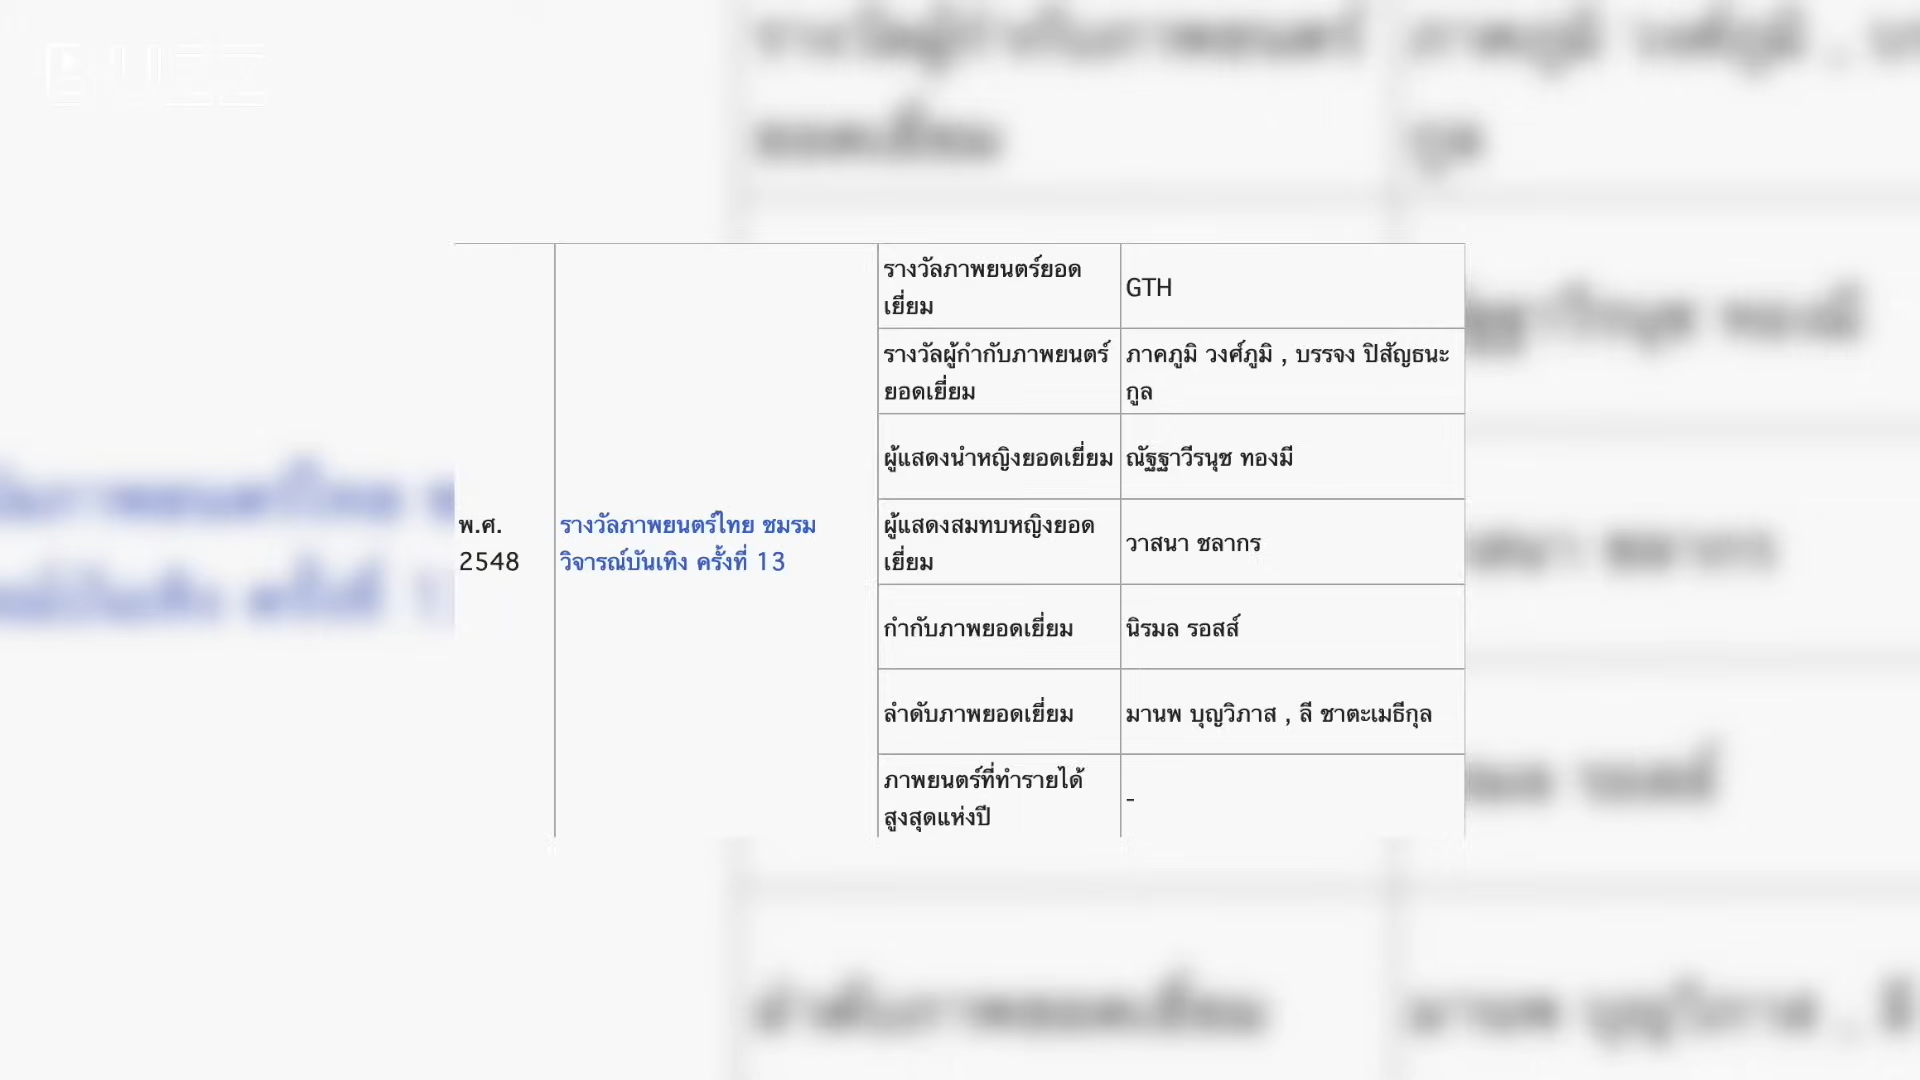 รางวัลภาพยนตร์ยอด
เยี่ยม
GTH
รางวัลผู้กำกับภาพยนตร์
ยอดเยี่ยม
ภาคภูมิ วงศ์ภูมิ , บรรจง ปิสัญธนะ
กูล
ผู้แสดงนำหญิงยอดเยี่ยม
ณัฐฐาวีรนุช ทองมี
พ.ศ.
2548
รางวัลภาพยนตร์ไทย ชมรม
วิจารณ์บันเทิง ครั้งที่ 13
ผู้แสดงสมทบหญิงยอด
เยี่ยม
วาสนา ชลากร
กำกับภาพยอดเยี่ยม
นิรมล รอสส์
ลำดับภาพยอดเยี่ยม
มานพ บุญวิภาส , ลี ชาตะเมธีกุล
ภาพยนตร์ที่ทำรายได้
สูงสุดแห่งปี
-